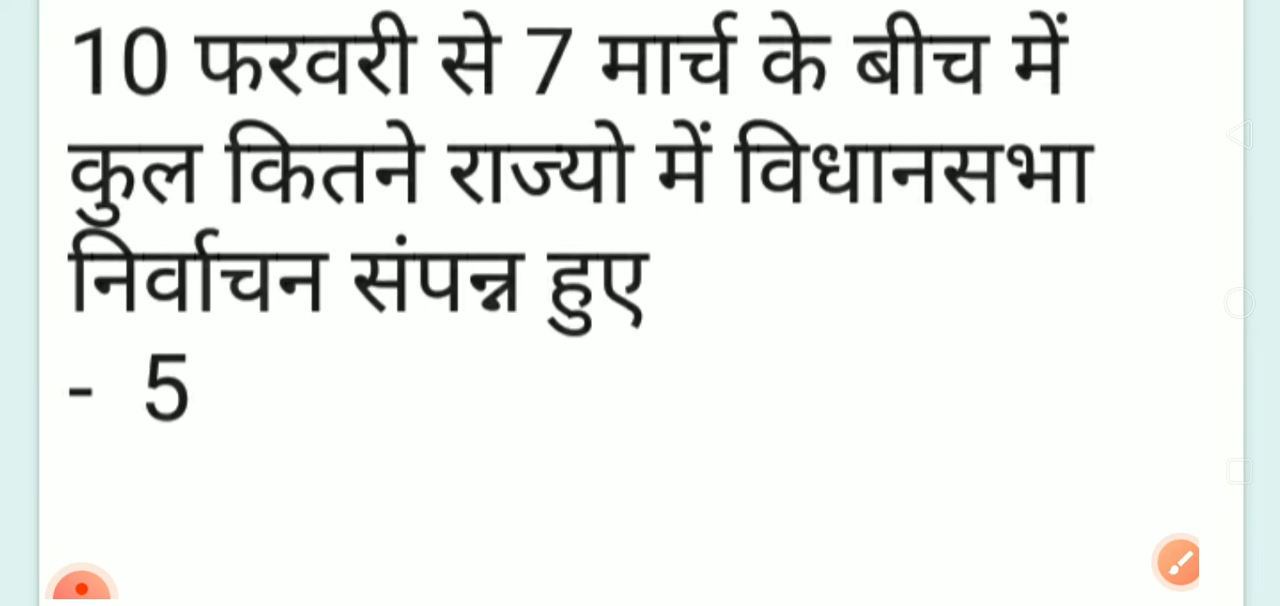 10 फरवरी से 7 मार्च के बीच में
कुल कितने राज्यो में विधानसभा
निर्वाचन संपन्न हुए
- 5